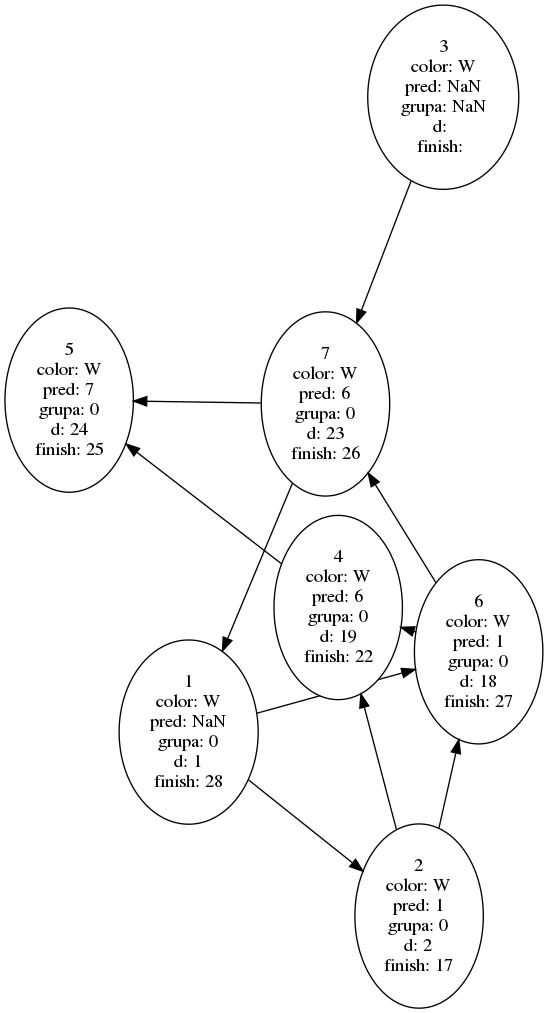 3
color: W
pred: NaN
grupa: NaN
d:
finish:
5
color: W
pred: 7
grupa: 0
d: 24
finish: 25
7
color: W
pred: 6
grupa: 0
d: 23
finish: 26
4
color: W
pred: 6
grupa: 0
d: 19
finish: 22
6
color: W
pred: 1
grupa: 0
d: 18
finish: 27
1
color: W
pred: NaN
grupa: 0
d: 1
finish: 28
2
color: W
pred: 1
grupa: 0
d: 2
finish: 17